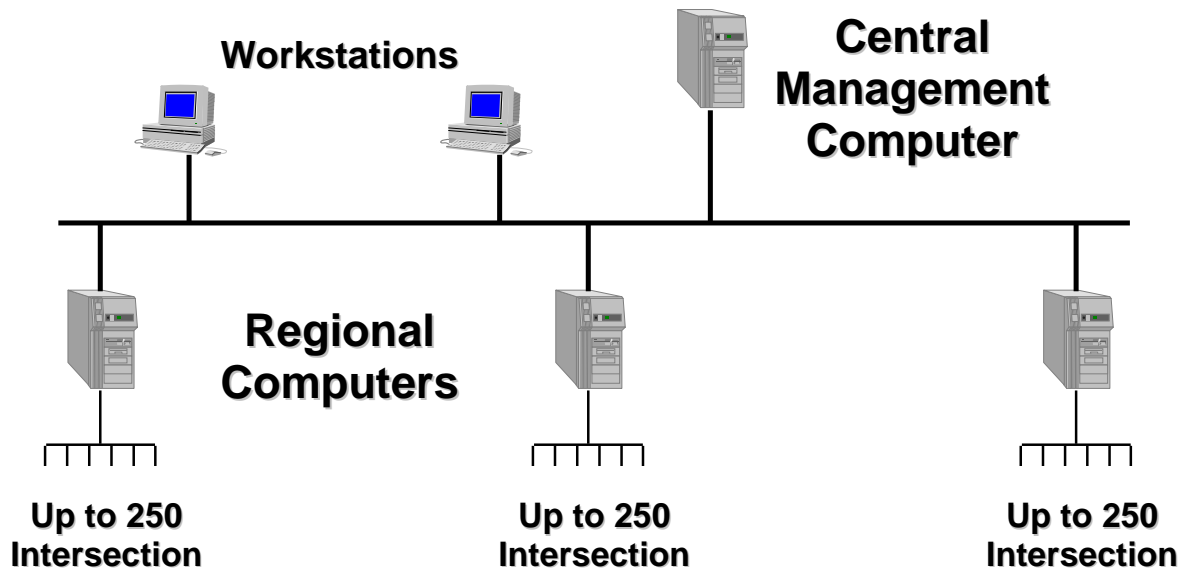 Workstations
Central
Management
Computer
Regional
Computers
Up to 250
Intersection
Up to 250
Intersection
Up to 250
Intersection